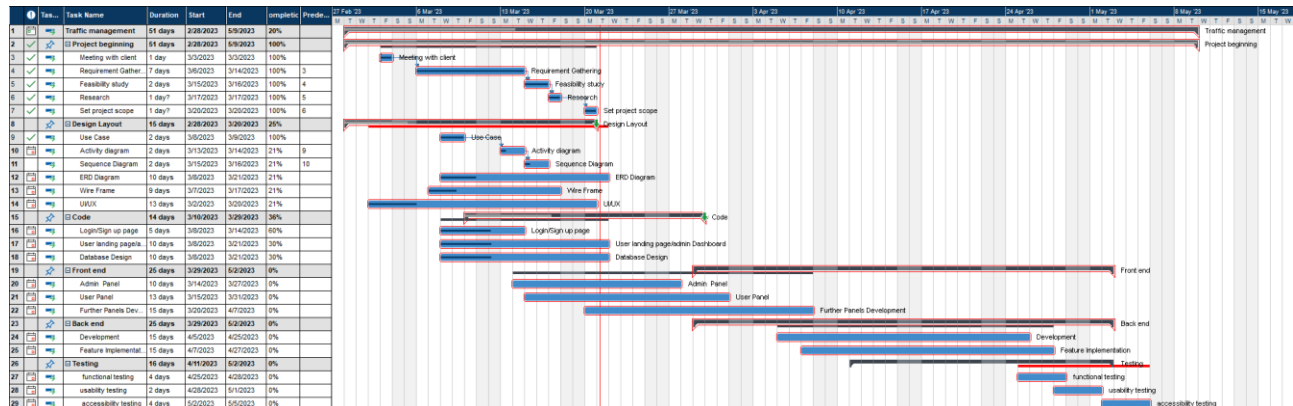 Tas... Task Name Duration Start End ompletic Prede... 27 Feb '23 6 Mar '23 13 Mar '23 20 Mar '23 27 Mar '23 3 Apr '23 10 Apr '23 17 Apr '23 24 Apr '23 1 May '23 8 May '23 15 May '23
M T W T F S S M T W T F S S M T W T F S S M T W T F S S M T W T F S S M T W T F S S M T W T F S S M T W T F S S M T W T F S S M T W T F S S M T W T F S S M T W
1 Traffic management 51 days 2/28/2023 5/9/2023 20% Traffic management
2 Project beginning 51 days 2/28/2023 5/9/2023 100% Project beginning
3 Meeting with client 1 day 3/3/2023 3/3/2023 100% Meeting with client
4 Requirement Gather... 7 days 3/6/2023 3/14/2023 100% 3 Requirement Gathering
5 Feasibility study 2 days 3/15/2023 3/16/2023 100% 4 Feasibility study
6 Research 1 day? 3/17/2023 3/17/2023 100% 5 Research
7 Set project scope 1 day? 3/20/2023 3/20/2023 100% 6 Set project scope
8 Design Layout 15 days 2/28/2023 3/20/2023 25% Design Layout
9 Use Case 2 days 3/8/2023 3/9/2023 100% Use Case
10 Activity diagram 2 days 3/13/2023 3/14/2023 21% 9 Activity diagram
11 Sequence Diagram 2 days 3/15/2023 3/16/2023 21% 10 Sequence Diagram
12 ERD Diagram 10 days 3/8/2023 3/21/2023 21% ERD Diagram
13 Wire Frame 9 days 3/7/2023 3/17/2023 21% Wire Frame
14 UI/UX 13 days 3/2/2023 3/20/2023 21% UI/UX
15 Code 14 days 3/10/2023 3/29/2023 36% Code
16 Login/Sign up page 5 days 3/8/2023 3/14/2023 60% Login/Sign up page
17 User landing page/a... 10 days 3/8/2023 3/21/2023 30% User landing page/admin Dashboard
18 Database Design 10 days 3/8/2023 3/21/2023 30% Database Design
19 Front end 25 days 3/29/2023 5/2/2023 0% Front end
20 Admin Panel 10 days 3/14/2023 3/27/2023 0% Admin Panel
21 User Panel 13 days 3/15/2023 3/31/2023 0% User Panel
22 Further Panels Dev... 15 days 3/20/2023 4/7/2023 0% Further Panels Development
23 Back end 25 days 3/29/2023 5/2/2023 0% Back end
24 Development 15 days 4/5/2023 4/25/2023 0% Development
25 Feature Implementat... 15 days 4/7/2023 4/27/2023 0% Feature Implementation
26 Testing 16 days 4/11/2023 5/2/2023 0% Testing
27 functional testing 4 days 4/25/2023 4/28/2023 0% functional testing
28 usability testing 2 days 4/28/2023 5/1/2023 0% usability testing
29 accessibility testing 4 days 5/2/2023 5/5/2023 0% accessibility testing